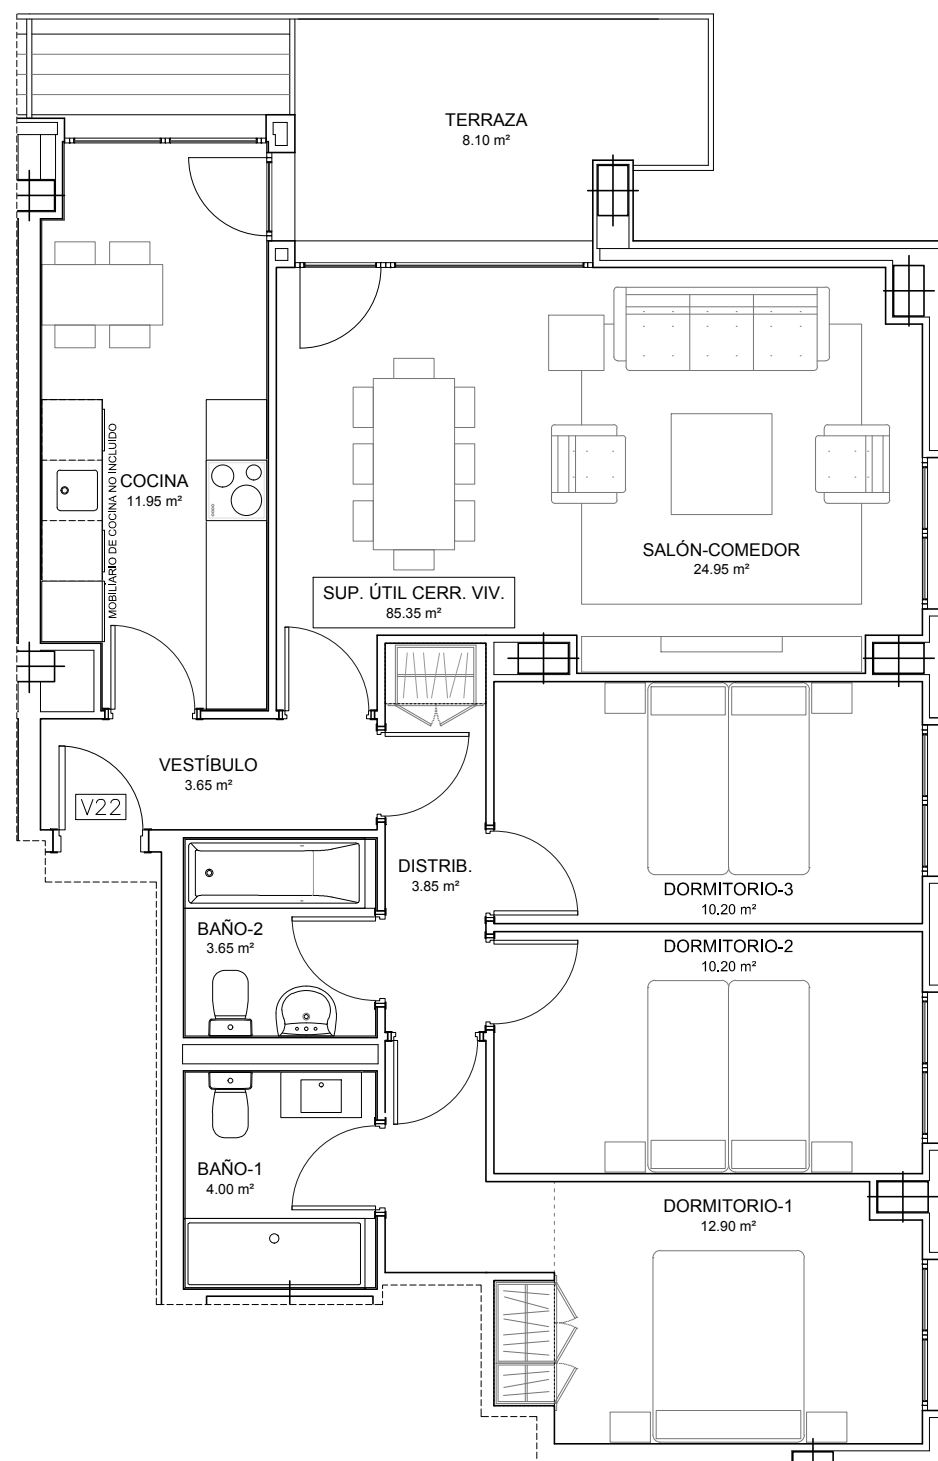 TERRAZA
8.10 m²
COCINA
11.95 m²
MOBILIARIO DE COCINA NO INCLUIDO
SALÓN-COMEDOR
24.95 m²
SUP. ÚTIL CERR. VIV.
85.35 m²
VESTÍBULO
3.65 m²
V22
DISTRIB.
3.85 m²
DORMITORIO-3
10.20 m²
BAÑO-2
3.65 m²
DORMITORIO-2
10.20 m²
BAÑO-1
4.00 m²
DORMITORIO-1
12.90 m²